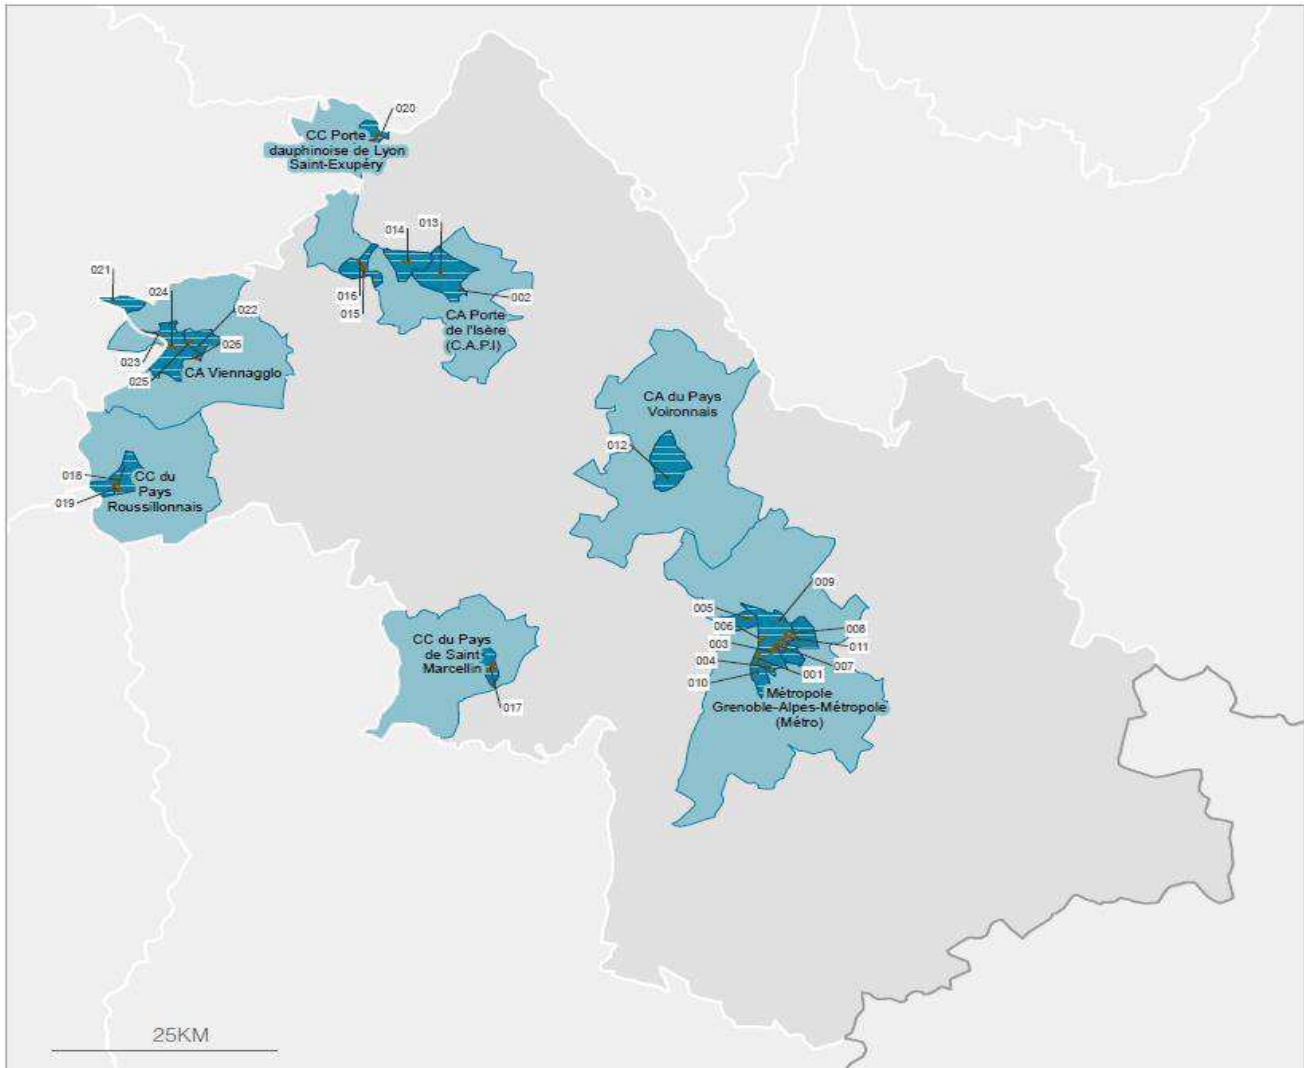 020
CC Porte
dauphinoise de Lyon
Saint-Exupéry
014
013
016
015
002
CA Porte
de l'Isère
(C.A.P.I)
021
024
022
026
023
025
CA Viennagglo
018
019
CC du
Pays
Roussillonnais
CA du Pays
Voironnais
012
CC du Pays
de Saint
Marcellin
017
009
005
006
008
003
011
004
007
010
001
Métropole
Grenoble-Alpes-Métropole
(Métro)
25KM